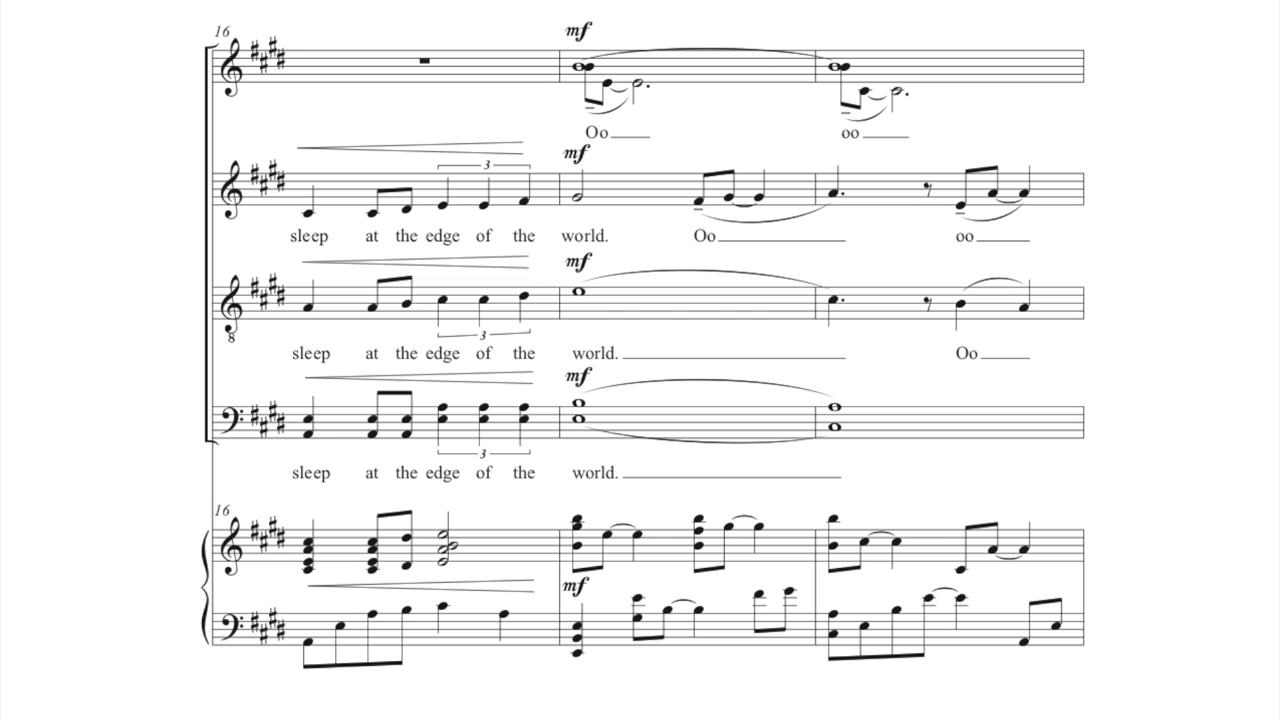 16
mf
Oo oo
mf
3
sleep at the edge of the world. Oo oo
mf
8
3
sleep at the edge of the world. Oo
mf
3
sleep at the edge of the world.
16
mf